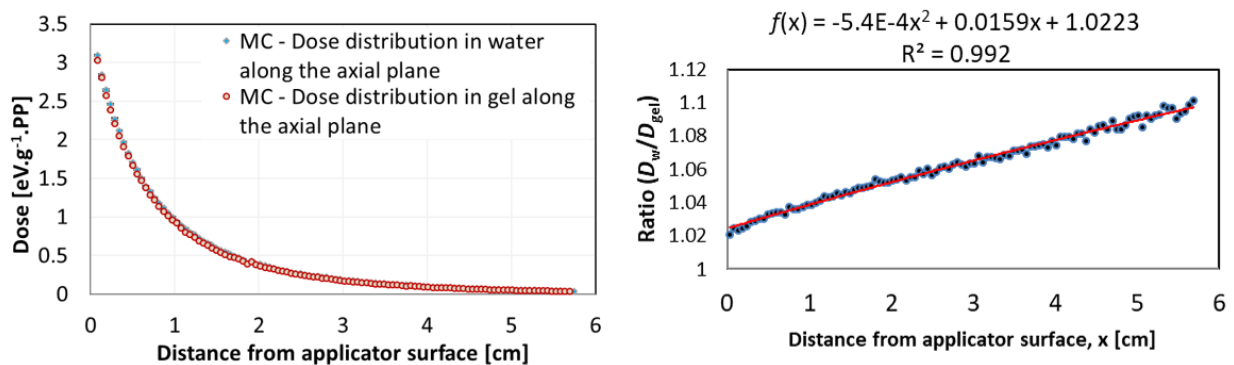 3.5
3
2.5
2
1.5
1
0.5
0
Dose [eV.g⁻¹.PP]
MC - Dose distribution in water
along the axial plane
MC - Dose distribution in gel along
the axial plane
0 1 2 3 4 5 6
Distance from applicator surface [cm]
f(x) = -5.4E-4x² + 0.0159x + 1.0223
R² = 0.992
1.12
1.1
1.08
1.06
1.04
1.02
1
Ratio (D_w/D_gel)
0 1 2 3 4 5 6
Distance from applicator surface, x [cm]